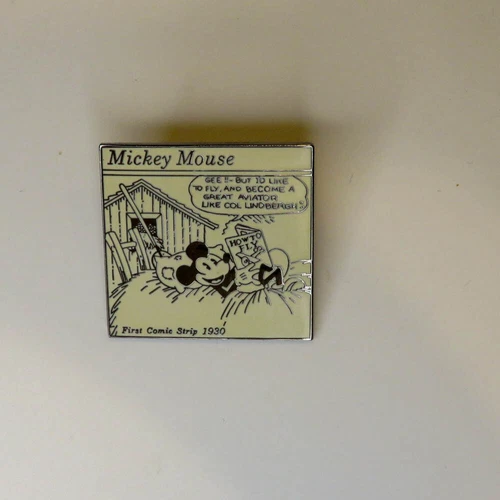 Mickey Mouse
GEE!!- BUT I'D LIKE
TO FLY, AND BECOME A
GREAT AVIATOR
LIKE COL LINDBERGH!
HOW TO
FLY
First Comic Strip 1930